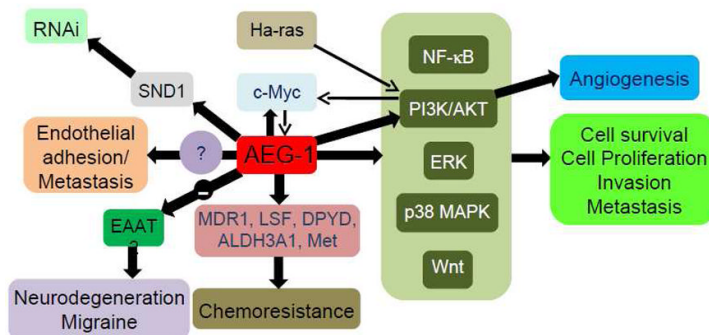 RNAi
Ha-ras
NF-κB
SND1
c-Myc
PI3K/AKT
Angiogenesis
Endothelial
adhesion/
Metastasis
?
AEG-1
ERK
Cell survival
Cell Proliferation
Invasion
Metastasis
EAAT
2
MDR1, LSF, DPYD,
ALDH3A1, Met
p38 MAPK
Wnt
Neurodegeneration
Migraine
Chemoresistance